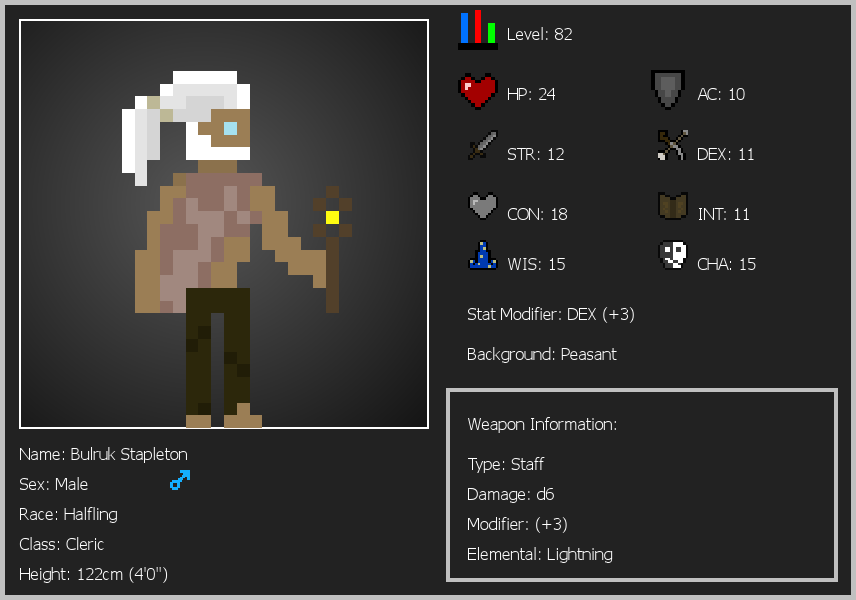 Level: 82
HP: 24
AC: 10
STR: 12
DEX: 11
CON: 18
INT: 11
WIS: 15
CHA: 15
Stat Modifier: DEX (+3)
Background: Peasant
Weapon Information:
Type: Staff
Damage: d6
Modifier: (+3)
Elemental: Lightning
Name: Bulruk Stapleton
Sex: Male
Race: Halfling
Class: Cleric
Height: 122cm (4'0")